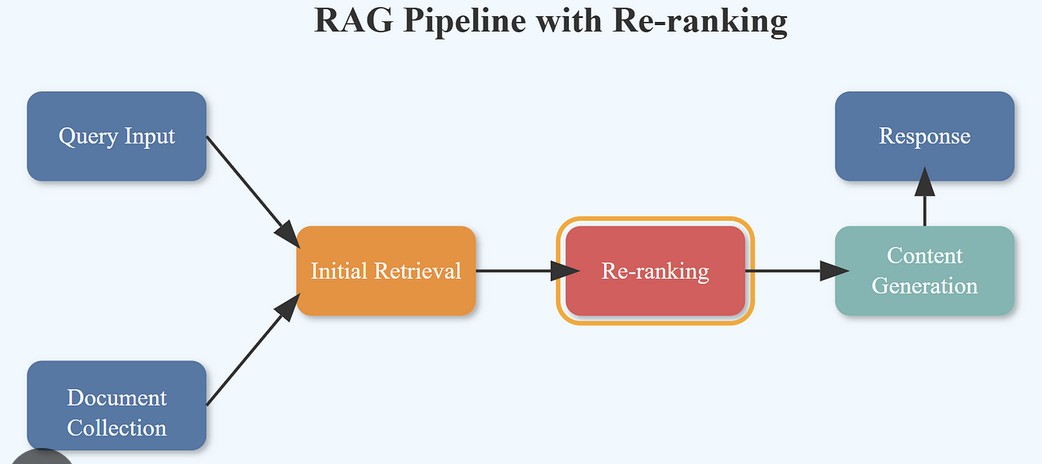 RAG Pipeline with Re-ranking
Query Input
Response
Initial Retrieval
Re-ranking
Content
Generation
Document
Collection